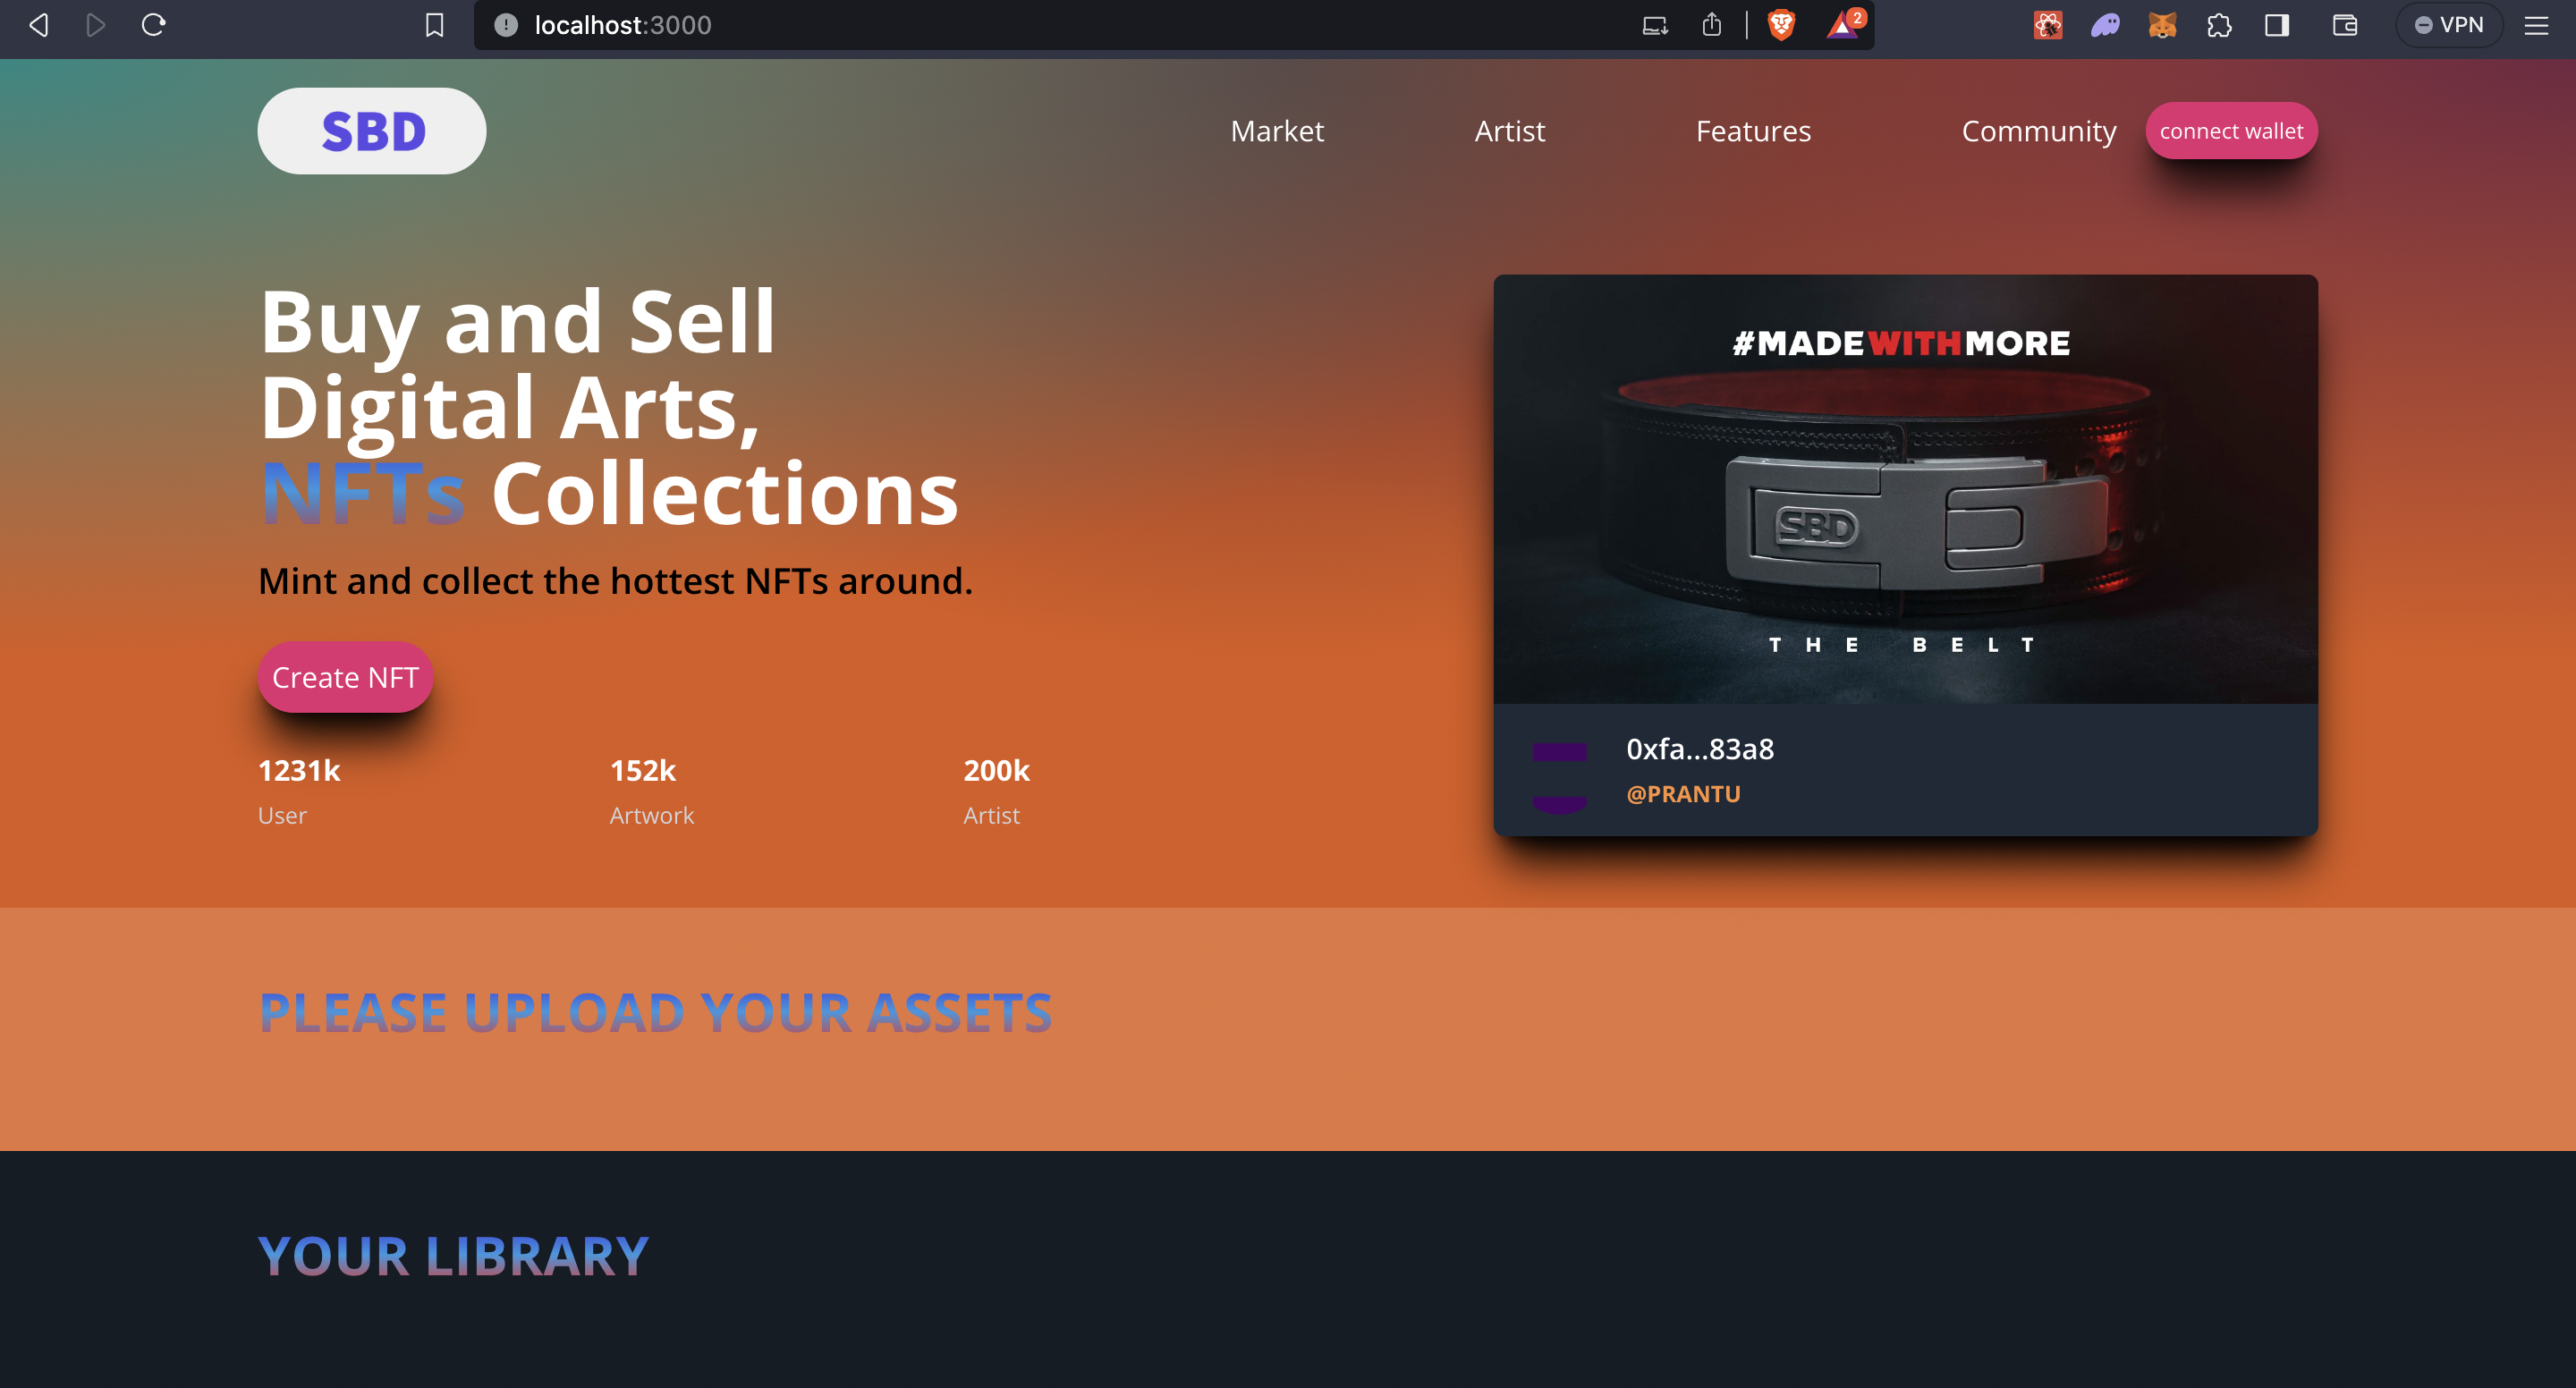 localhost:3000
2
VPN
SBD
Market
Artist
Features
Community
connect wallet
Buy and Sell
Digital Arts,
NFTs Collections
Mint and collect the hottest NFTs around.
Create NFT
1231k
User
152k
Artwork
200k
Artist
#MADEWITHMORE
SBD
THE BELT
0xfa...83a8
@PRANTU
PLEASE UPLOAD YOUR ASSETS
YOUR LIBRARY